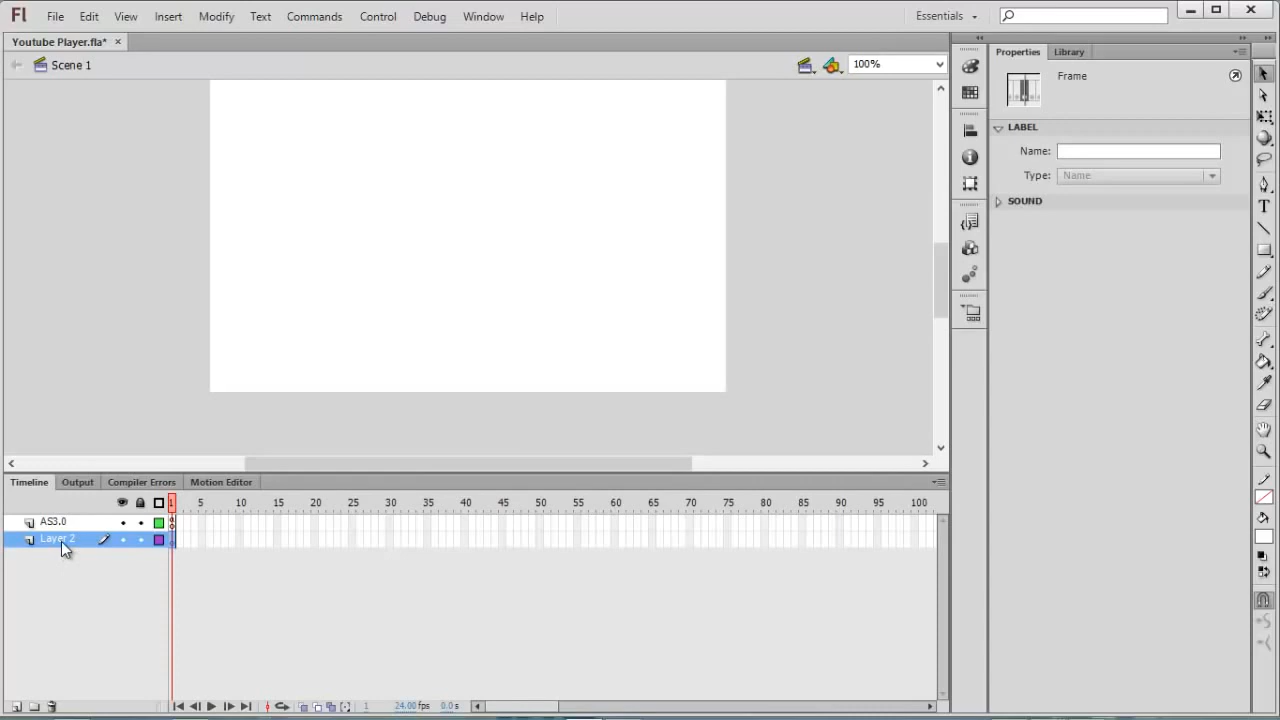 Fl File Edit View Insert Modify Text Commands Control Debug Window Help Essentials
Youtube Player.fla*
Scene 1 100%
Properties Library
Frame
LABEL
Name:
Type: Name
SOUND
Timeline Output Compiler Errors Motion Editor
1 5 10 15 20 25 30 35 40 45 50 55 60 65 70 75 80 85 90 95 100
AS3.0
Layer 2
1 24.00 fps 0.0 s